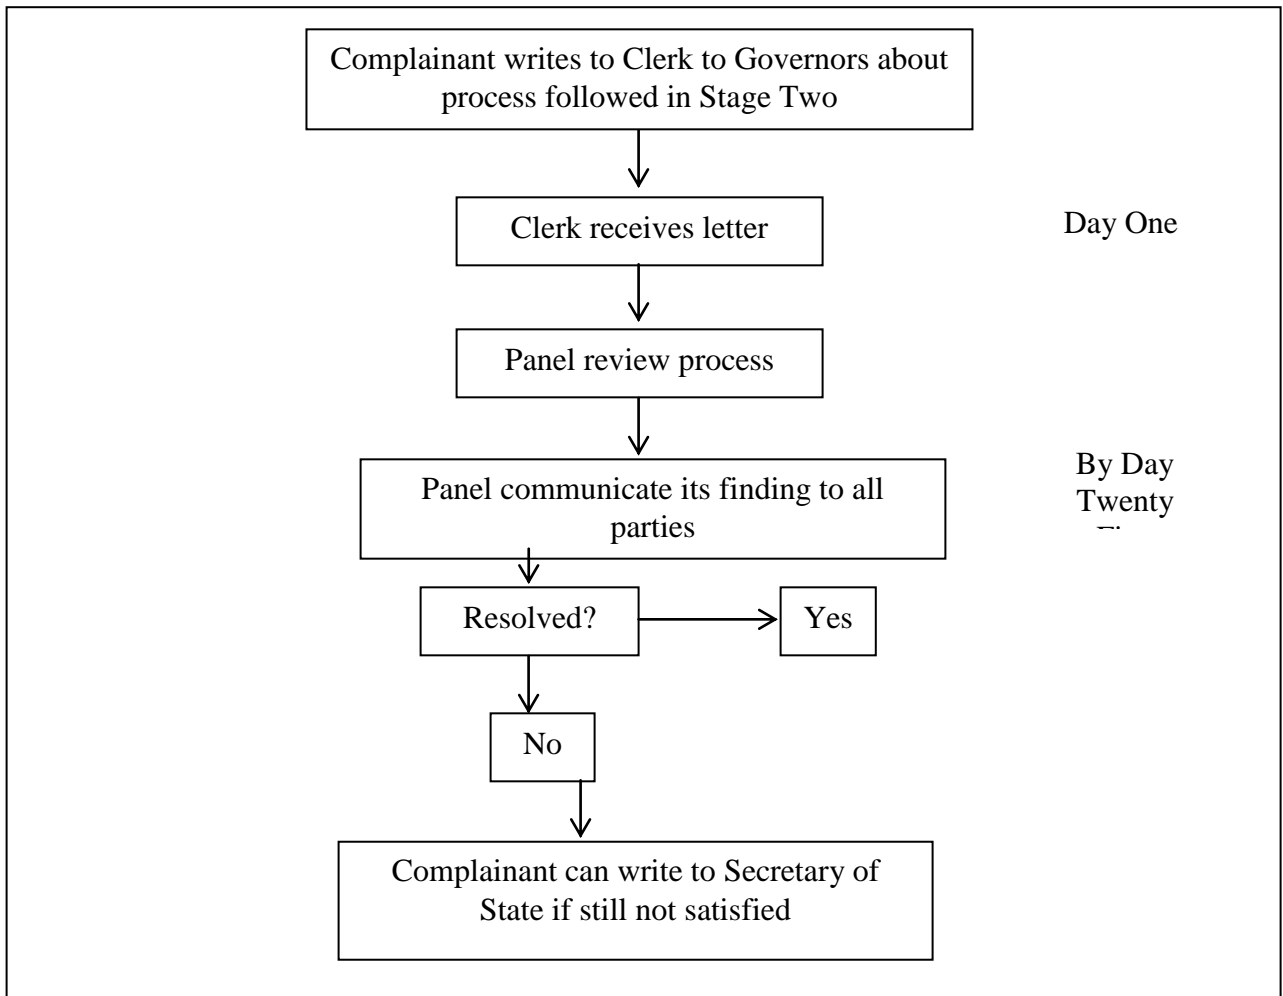 Complainant writes to Clerk to Governors about
process followed in Stage Two
Clerk receives letter
Day One
Panel review process
Panel communicate its finding to all
parties
By Day
Twenty
Resolved?
Yes
No
Complainant can write to Secretary of
State if still not satisfied